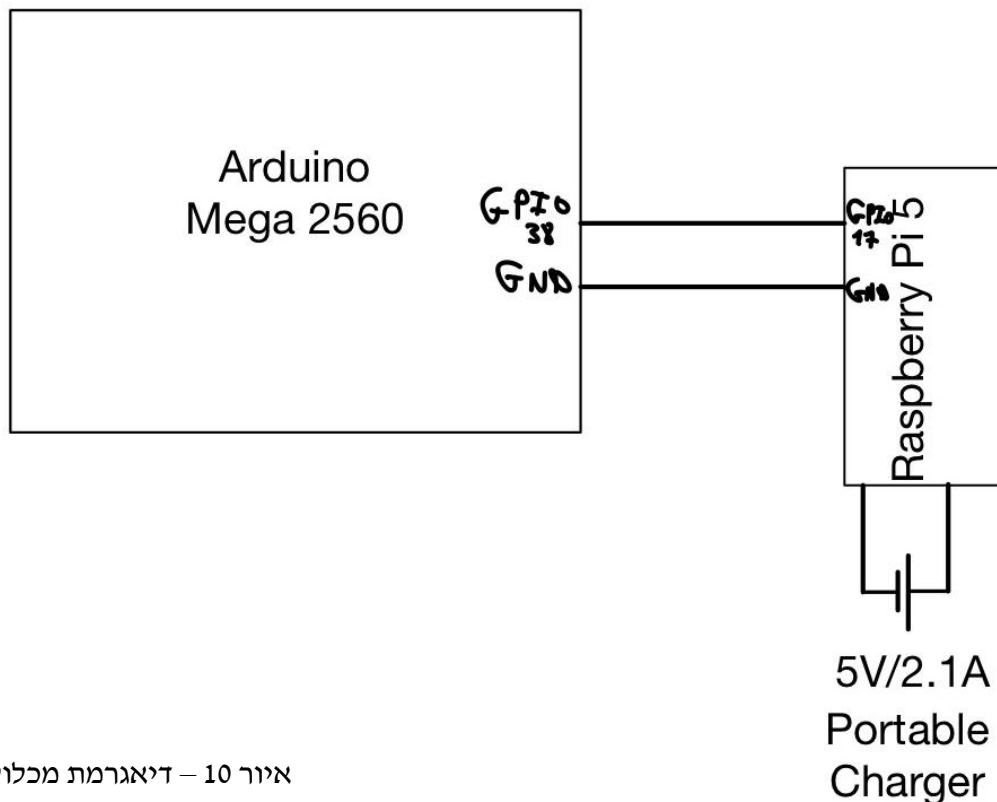 Arduino
Mega 2560
GPIO
38
GND
GPIO
17
GND
Raspberry Pi 5
5V/2.1A
Portable
Charger
איור 10 – דיאגרמת מכלו